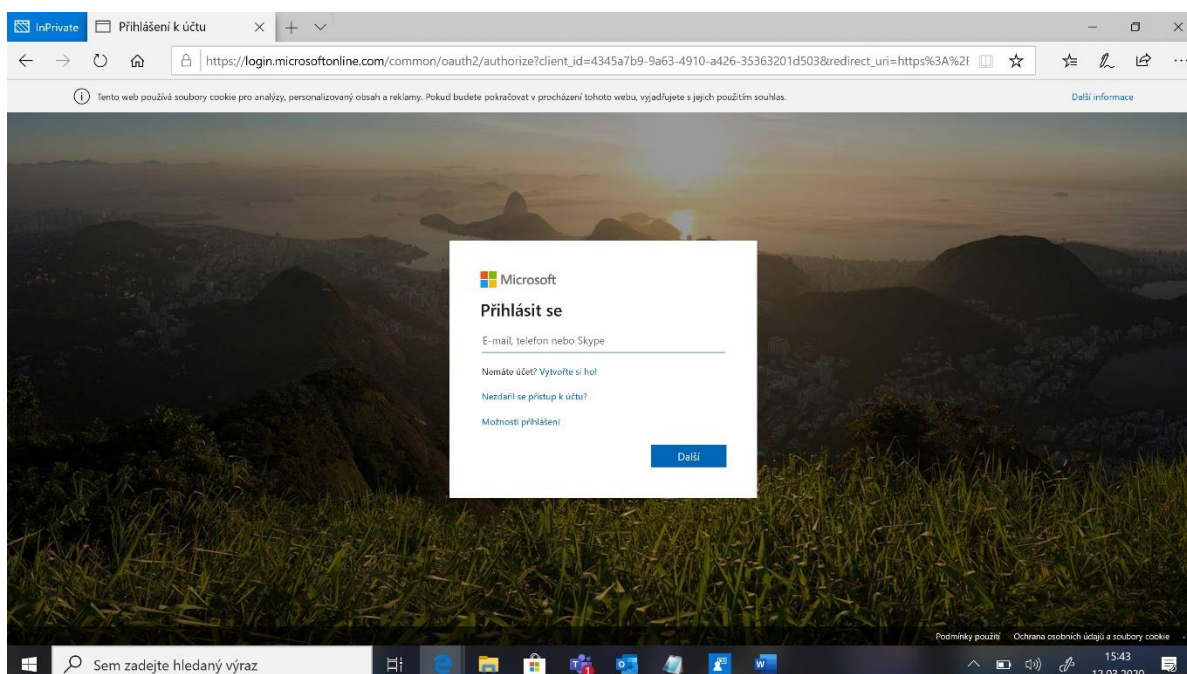 InPrivate
Přihlášení k účtu
https://login.microsoftonline.com/common/oauth2/authorize?client_id=4345a7b9-9a63-4910-a426-35363201d503&redirect_uri=https%3A%2F
Tento web používá soubory cookie pro analýzy, personalizovaný obsah a reklamy. Pokud budete pokračovat v procházení tohoto webu, vyjadřujete s jejich použitím souhlas.
Další informace
Microsoft
Přihlásit se
E-mail, telefon nebo Skype
Nemáte účet? Vytvořte si ho!
Nezdařil se přístup k účtu?
Možnosti přihlášení
Další
Podmínky použití Ochrana osobních údajů a soubory cookie
Sem zadejte hledaný výraz
15:43
12.03.2020